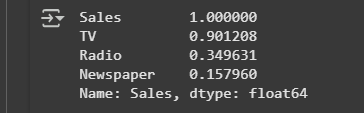 Sales 1.000000
TV 0.901208
Radio 0.349631
Newspaper 0.157960
Name: Sales, dtype: float64